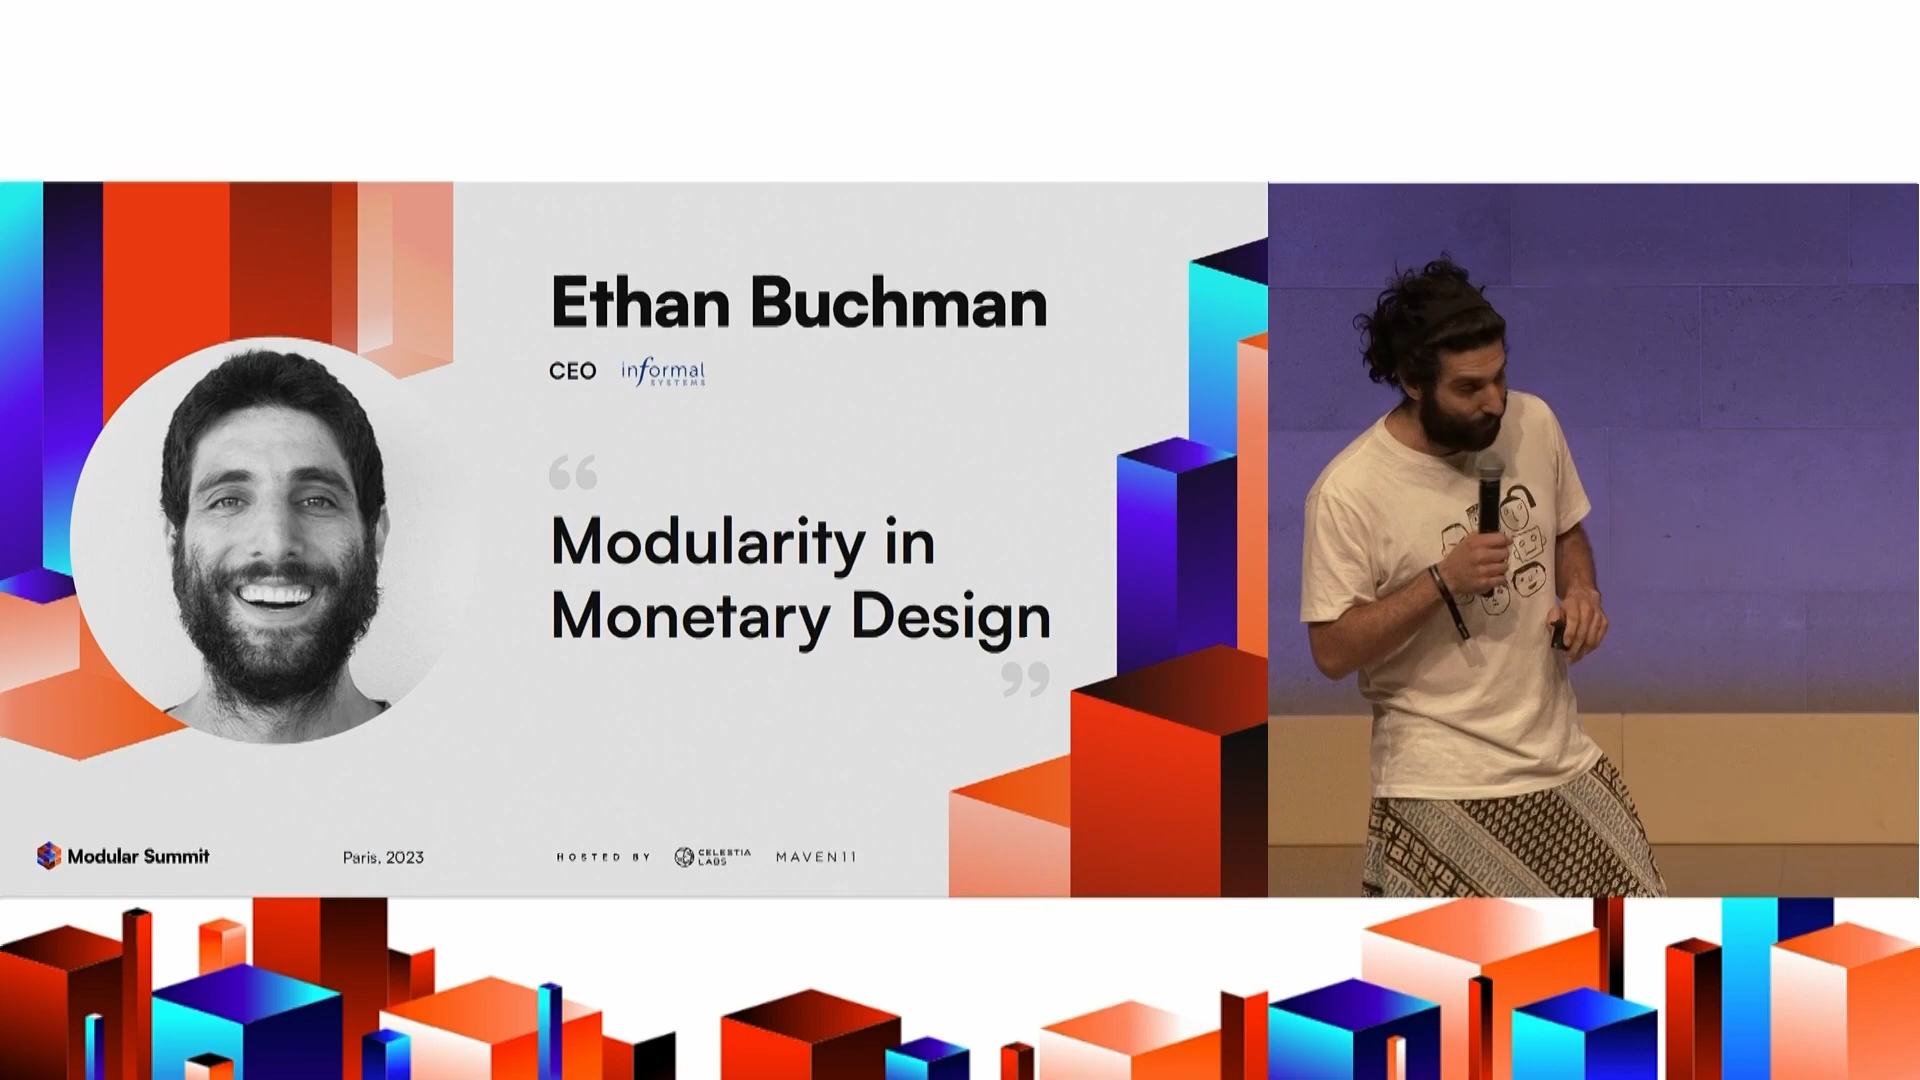 Ethan Buchman
CEO informal
SYSTEMS
“
Modularity in
Monetary Design
”
Modular Summit Paris, 2023 HOSTED BY CELESTIA LABS MAVEN11